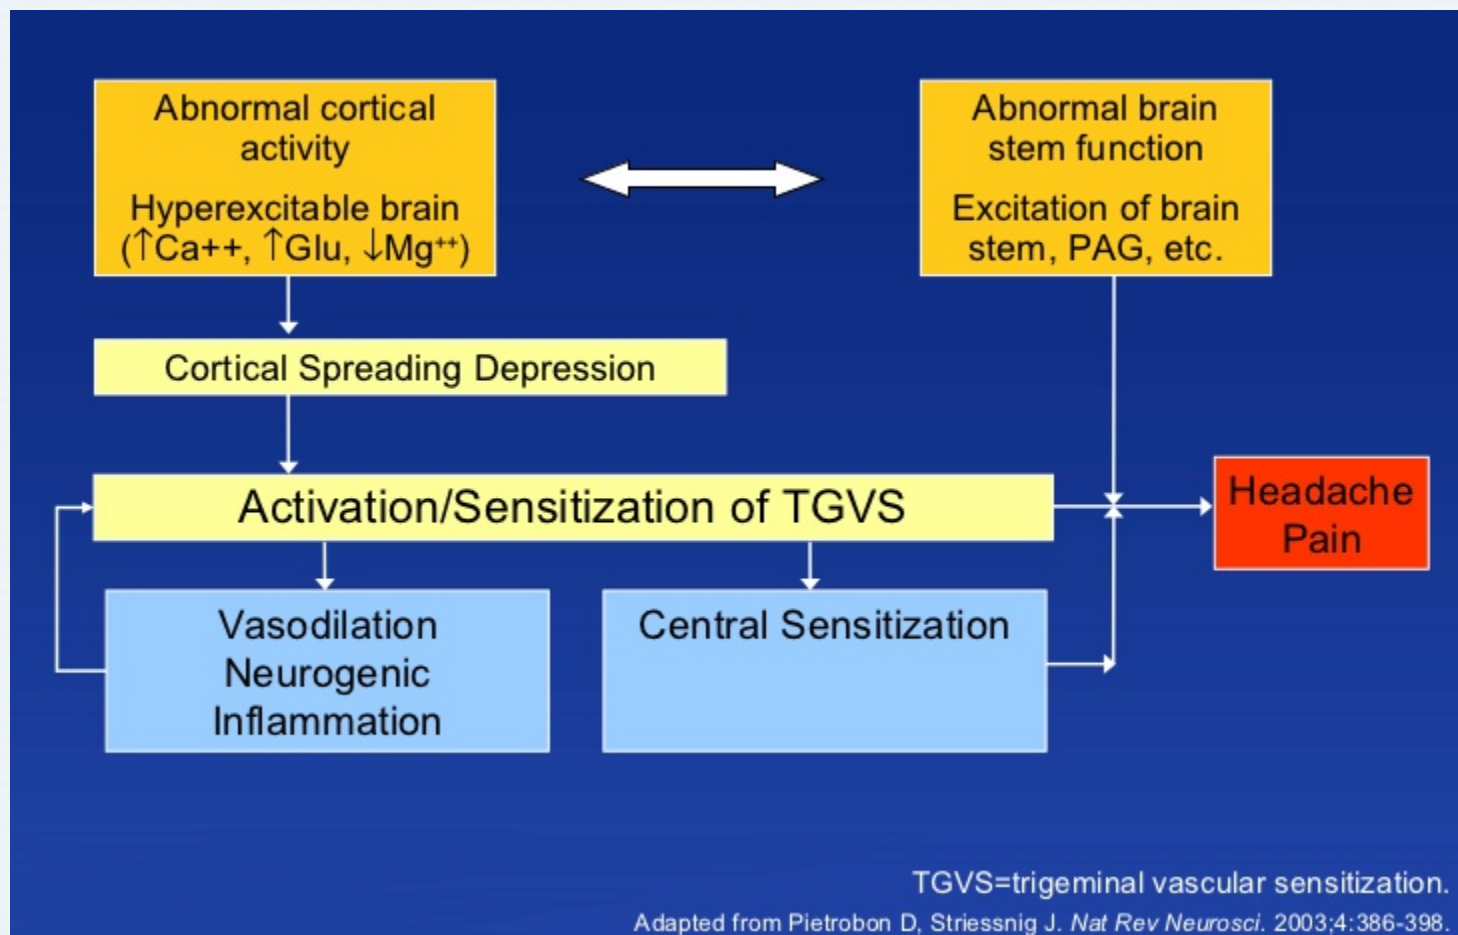 Abnormal cortical
activity
Hyperexcitable brain
(↑Ca++, ↑Glu, ↓Mg⁺⁺)
Abnormal brain
stem function
Excitation of brain
stem, PAG, etc.
Cortical Spreading Depression
Activation/Sensitization of TGVS
Headache
Pain
Vasodilation
Neurogenic
Inflammation
Central Sensitization
TGVS=trigeminal vascular sensitization.
Adapted from Pietrobon D, Striessnig J. Nat Rev Neurosci. 2003;4:386-398.